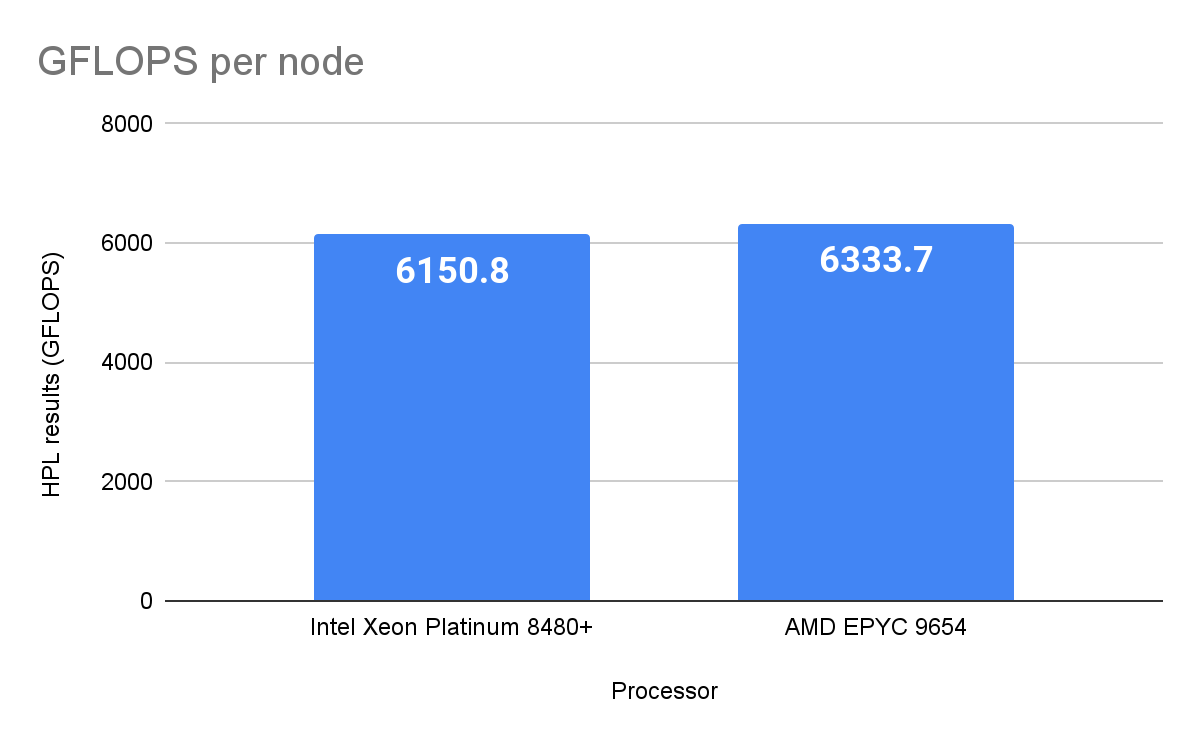 GFLOPS per node
HPL results (GFLOPS)
8000
6000
4000
2000
0
6150.8
6333.7
Intel Xeon Platinum 8480+
AMD EPYC 9654
Processor